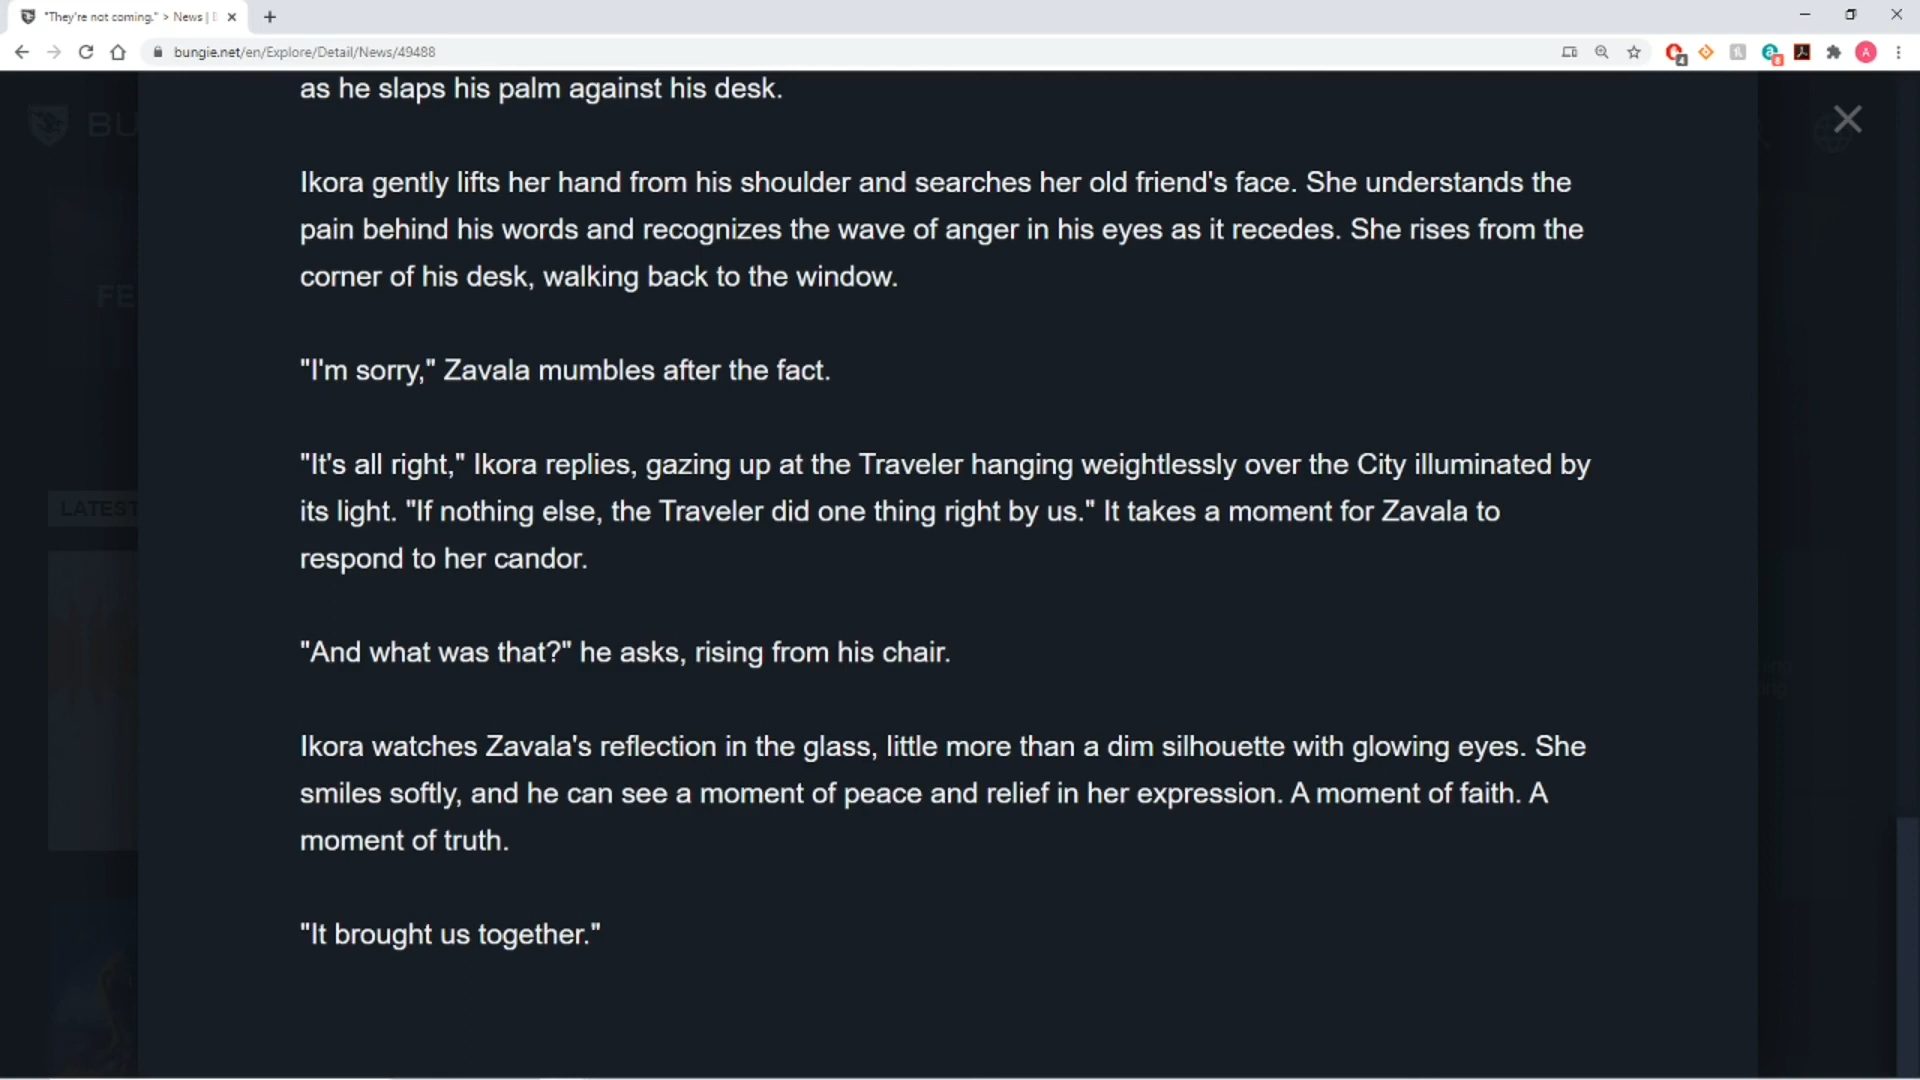 "They're not coming." > News |
bungie.net/en/Explore/Detail/News/49488
4
8
A
BU
FE
LATEST
as he slaps his palm against his desk.
Ikora gently lifts her hand from his shoulder and searches her old friend's face. She understands the
pain behind his words and recognizes the wave of anger in his eyes as it recedes. She rises from the
corner of his desk, walking back to the window.
"I'm sorry," Zavala mumbles after the fact.
"It's all right," Ikora replies, gazing up at the Traveler hanging weightlessly over the City illuminated by
its light. "If nothing else, the Traveler did one thing right by us." It takes a moment for Zavala to
respond to her candor.
"And what was that?" he asks, rising from his chair.
Ikora watches Zavala's reflection in the glass, little more than a dim silhouette with glowing eyes. She
smiles softly, and he can see a moment of peace and relief in her expression. A moment of faith. A
moment of truth.
"It brought us together."